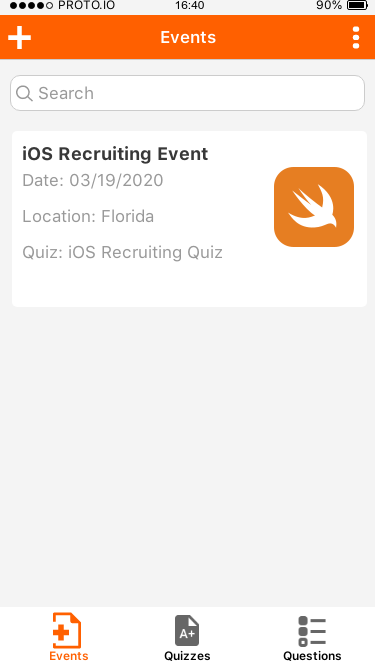 PROTO.IO 16:40 90%
Events
Search
iOS Recruiting Event
Date: 03/19/2020
Location: Florida
Quiz: iOS Recruiting Quiz
A+
Events Quizzes Questions